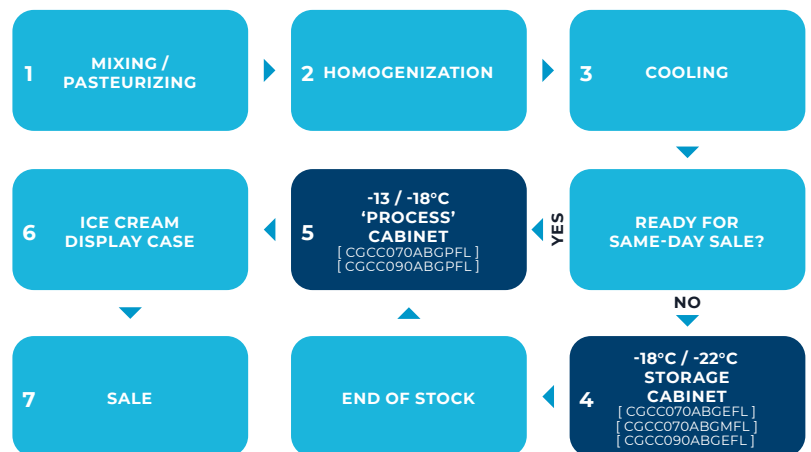 1
MIXING /
PASTEURIZING
2 HOMOGENIZATION
3
COOLING
READY FOR
SAME-DAY SALE?
YES
NO
4
-18°C / -22°C
STORAGE
CABINET
[ CGCC070ABGEFL ]
[ CGCC070ABGMFL ]
[ CGCC090ABGEFL ]
END OF STOCK
5
-13 / -18°C
‘PROCESS’
CABINET
[ CGCC070ABGPFL ]
[ CGCC090ABGPFL ]
6
ICE CREAM
DISPLAY CASE
7
SALE